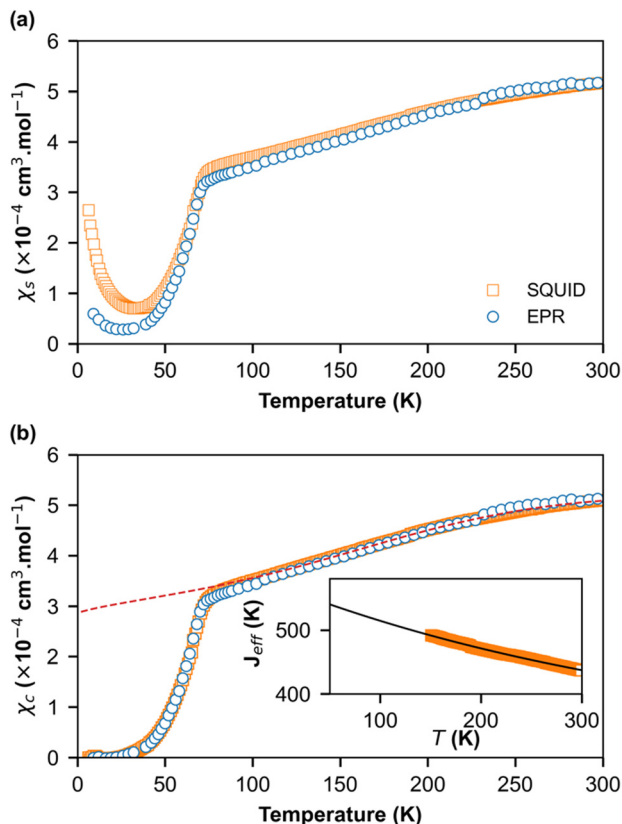 (a)
6
5
4
3
2
1
0
χₛ (×10⁻⁴ cm³.mol⁻¹)
SQUID
EPR
0 50 100 150 200 250 300
Temperature (K)
(b)
6
5
4
3
2
1
0
χ꜀ (×10⁻⁴ cm³.mol⁻¹)
500
400
J_eff (K)
100 200 300
T (K)
0 50 100 150 200 250 300
Temperature (K)